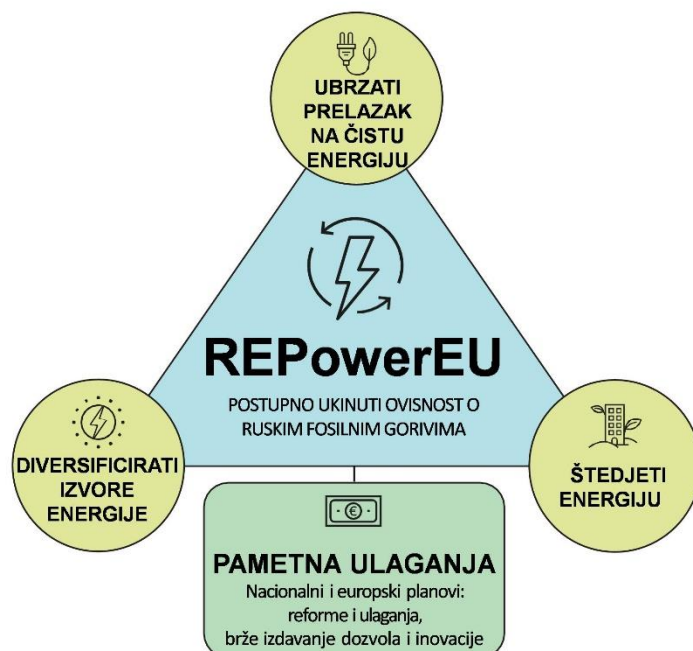 UBRZATI
PRELAZAK
NA ČISTU
ENERGIJU
REPowerEU
POSTUPNO UKINUTI OVISNOST O
RUSKIM FOSILNIM GORIVIMA
DIVERSIFICIRATI
IZVORE
ENERGIJE
ŠTEDJETI
ENERGIJU
€
PAMETNA ULAGANJA
Nacionalni i europski planovi:
reforme i ulaganja,
brže izdavanje dozvola i inovacije